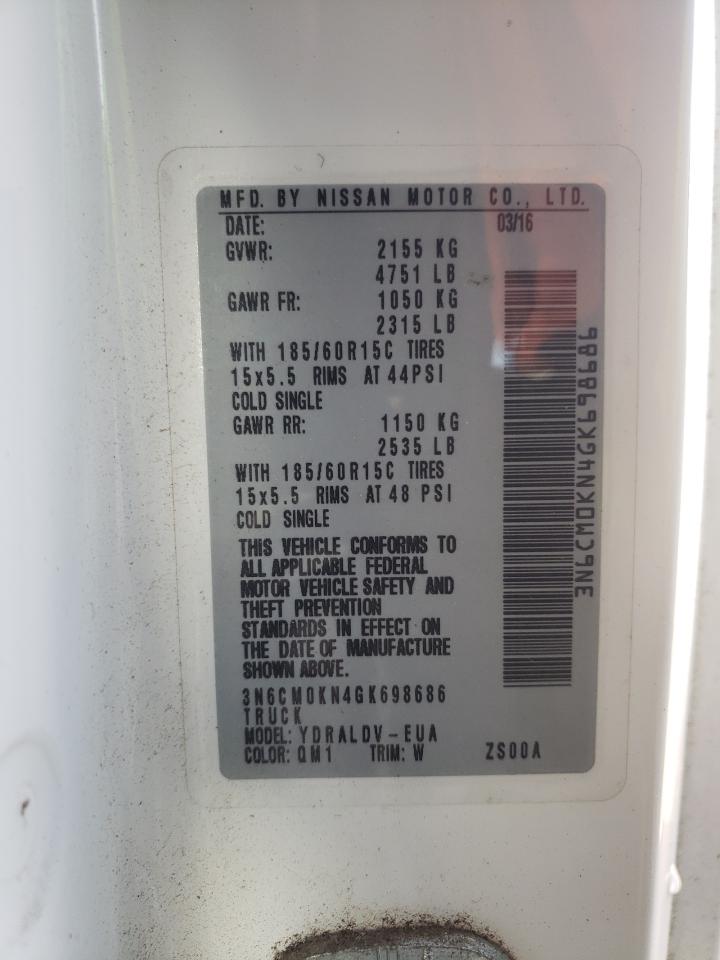 MFD. BY NISSAN MOTOR CO., LTD.
DATE: 03/16
GVWR: 2155 KG
4751 LB
GAWR FR: 1050 KG
2315 LB
WITH 185/60R15C TIRES
15x5.5 RIMS AT 44PSI
COLD SINGLE
GAWR RR: 1150 KG
2535 LB
WITH 185/60R15C TIRES
15x5.5 RIMS AT 48 PSI
COLD SINGLE
THIS VEHICLE CONFORMS TO
ALL APPLICABLE FEDERAL
MOTOR VEHICLE SAFETY AND
THEFT PREVENTION
STANDARDS IN EFFECT ON
THE DATE OF MANUFACTURE
SHOWN ABOVE.
3N6CM0KN4GK698686
TRUCK
MODEL: YDRALDV-EUA
COLOR: QM1 TRIM: W ZS00A
3N6CM0KN4GK698686